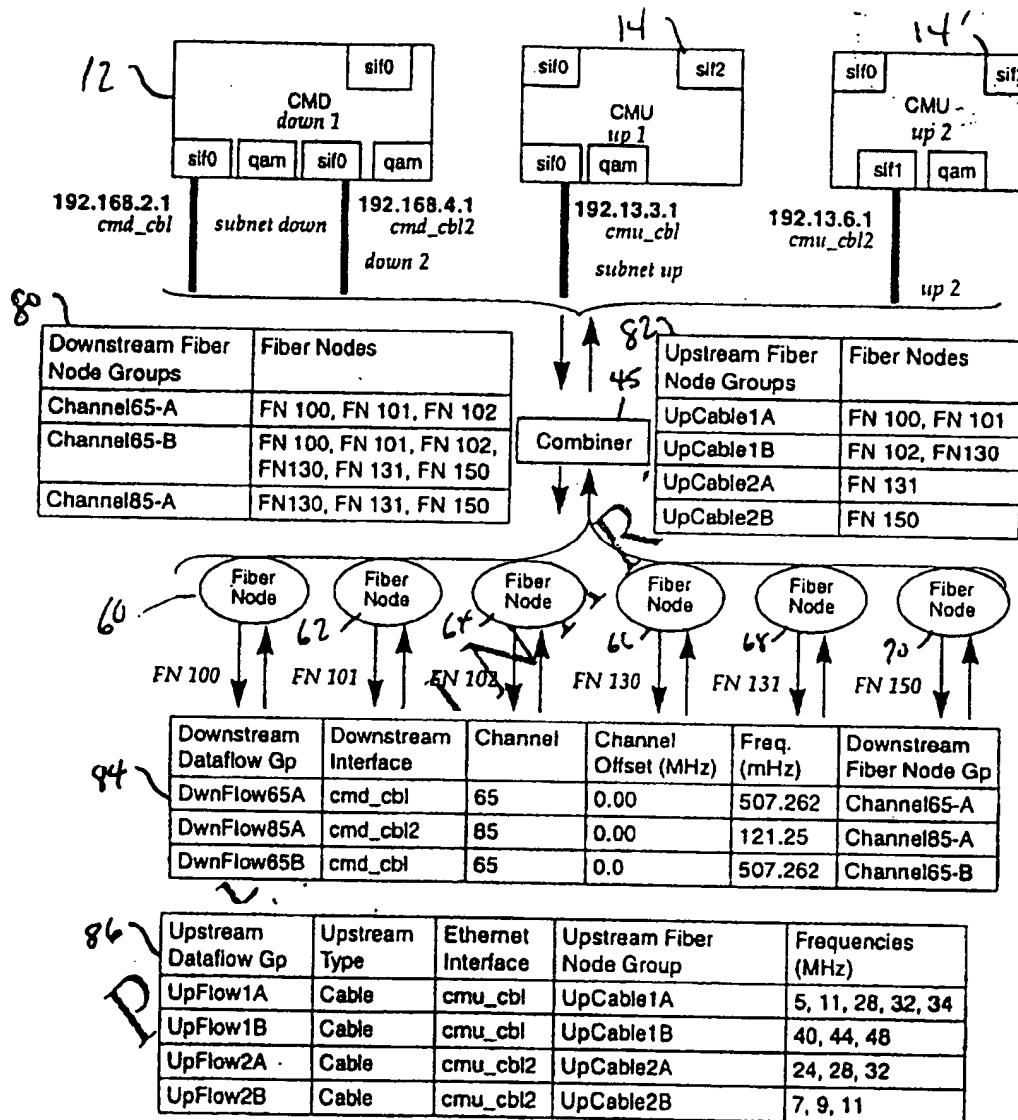 12
14
14'
sif0
sif0
sif2
sif0
CMD
down 1
CMU
up 1
CMU
up 2
sif0 qam sif0 qam
sif0 qam
sif1 qam
192.168.2.1
cmd_cbl
subnet down
192.168.4.1
cmd_cbl2
down 2
192.13.3.1
cmu_cbl
subnet up
192.13.6.1
cmu_cbl2
up 2
80
Downstream Fiber Node Groups Fiber Nodes
Channel65-A FN 100, FN 101, FN 102
Channel65-B FN 100, FN 101, FN 102,
FN130, FN 131, FN 150
Channel85-A FN130, FN 131, FN 150
45
Combiner
82
Upstream Fiber Node Groups Fiber Nodes
UpCable1A FN 100, FN 101
UpCable1B FN 102, FN130
UpCable2A FN 131
UpCable2B FN 150
Fiber Node
Fiber Node
Fiber Node
Fiber Node
Fiber Node
Fiber Node
60
62
64
66
68
70
FN 100
FN 101
FN 102
FN 130
FN 131
FN 150
84
Downstream Dataflow Gp Downstream Interface Channel Channel Offset (MHz) Freq. (mHz) Downstream Fiber Node Gp
DwnFlow65A cmd_cbl 65 0.00 507.262 Channel65-A
DwnFlow85A cmd_cbl2 85 0.00 121.25 Channel85-A
DwnFlow65B cmd_cbl 65 0.0 507.262 Channel65-B
86
Upstream Dataflow Gp Upstream Type Ethernet Interface Upstream Fiber Node Group Frequencies (MHz)
UpFlow1A Cable cmu_cbl UpCable1A 5, 11, 28, 32, 34
UpFlow1B Cable cmu_cbl UpCable1B 40, 44, 48
UpFlow2A Cable cmu_cbl2 UpCable2A 24, 28, 32
UpFlow2B Cable cmu_cbl2 UpCable2B 7, 9, 11